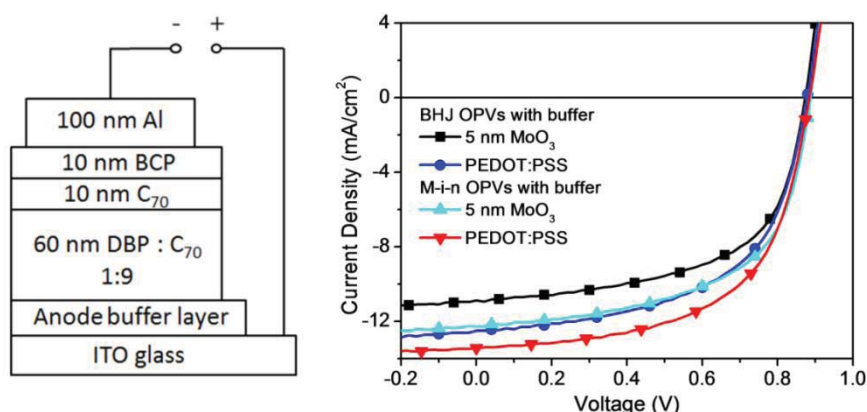 - +
100 nm Al
10 nm BCP
10 nm C₇₀
60 nm DBP : C₇₀
1:9
Anode buffer layer
ITO glass
Current Density (mA/cm²)
4
0
-4
-8
-12
BHJ OPVs with buffer
5 nm MoO₃
PEDOT:PSS
M-i-n OPVs with buffer
5 nm MoO₃
PEDOT:PSS
-0.2 0.0 0.2 0.4 0.6 0.8 1.0
Voltage (V)